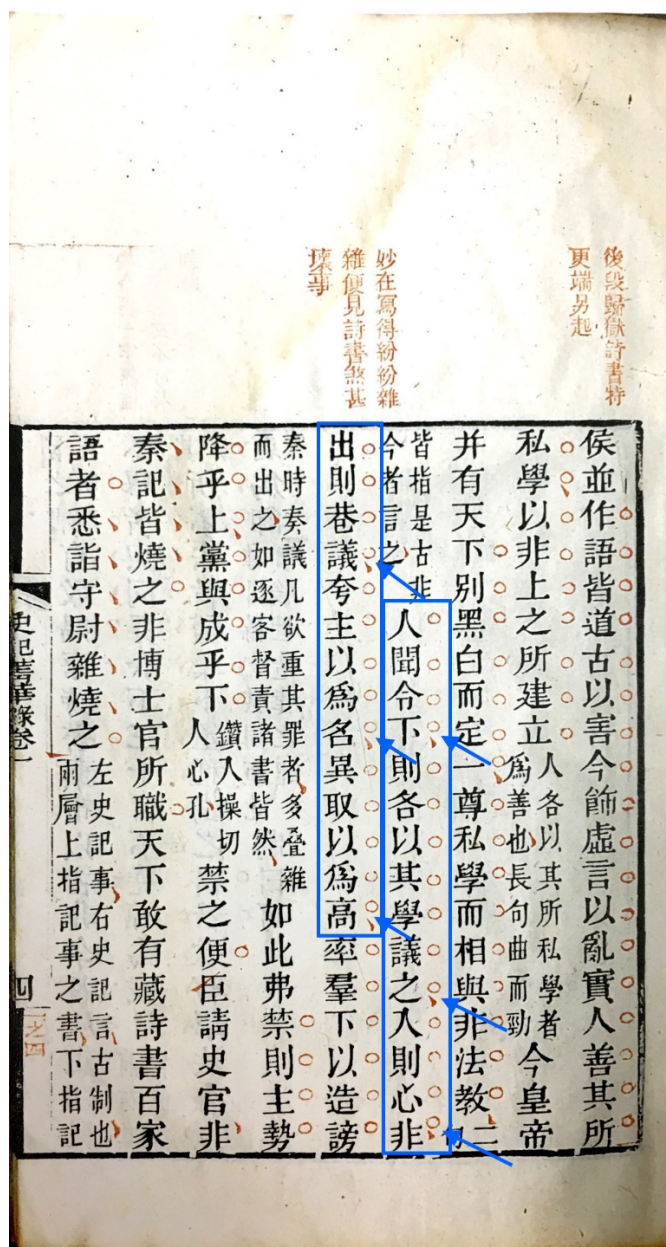 後段歸獄詩書特
更端另起
妙在寫得紛紛雜
雜便見詩書煞甚
壞事
侯並作語皆道古以害今飾虛言以亂實人善其所
私學以非上之所建立
人各以其所私學者
爲善也長句曲而勁
今皇帝
并有天下別黑白而定一尊私學而相與非法教
二
皆指是古非
今者言之
人聞令下則各以其學議之入則心非
出則巷議夸主以爲名異取以爲高率羣下以造謗
秦時奏議凡欲重其罪者多叠雜
而出之如逐客督責諸書皆然
如此弗禁則主勢
降乎上黨與成乎下
鑽入操切
人心孔
禁之便臣請史官非
秦記皆燒之非博士官所職天下敢有藏詩書百家
語者悉詣守尉雜燒之
左史記事右史記言古制也
兩層上指記事之書下指記
史記菁華錄卷一
四
一之四